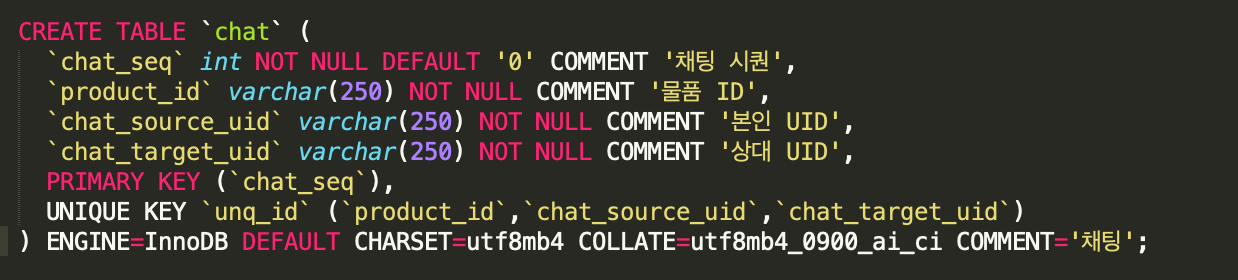 CREATE TABLE `chat` (
  `chat_seq` int NOT NULL DEFAULT '0' COMMENT '채팅 시퀀',
  `product_id` varchar(250) NOT NULL COMMENT '물품 ID',
  `chat_source_uid` varchar(250) NOT NULL COMMENT '본인 UID',
  `chat_target_uid` varchar(250) NOT NULL COMMENT '상대 UID',
  PRIMARY KEY (`chat_seq`),
  UNIQUE KEY `unq_id` (`product_id`,`chat_source_uid`,`chat_target_uid`)
) ENGINE=InnoDB DEFAULT CHARSET=utf8mb4 COLLATE=utf8mb4_0900_ai_ci COMMENT='채팅';